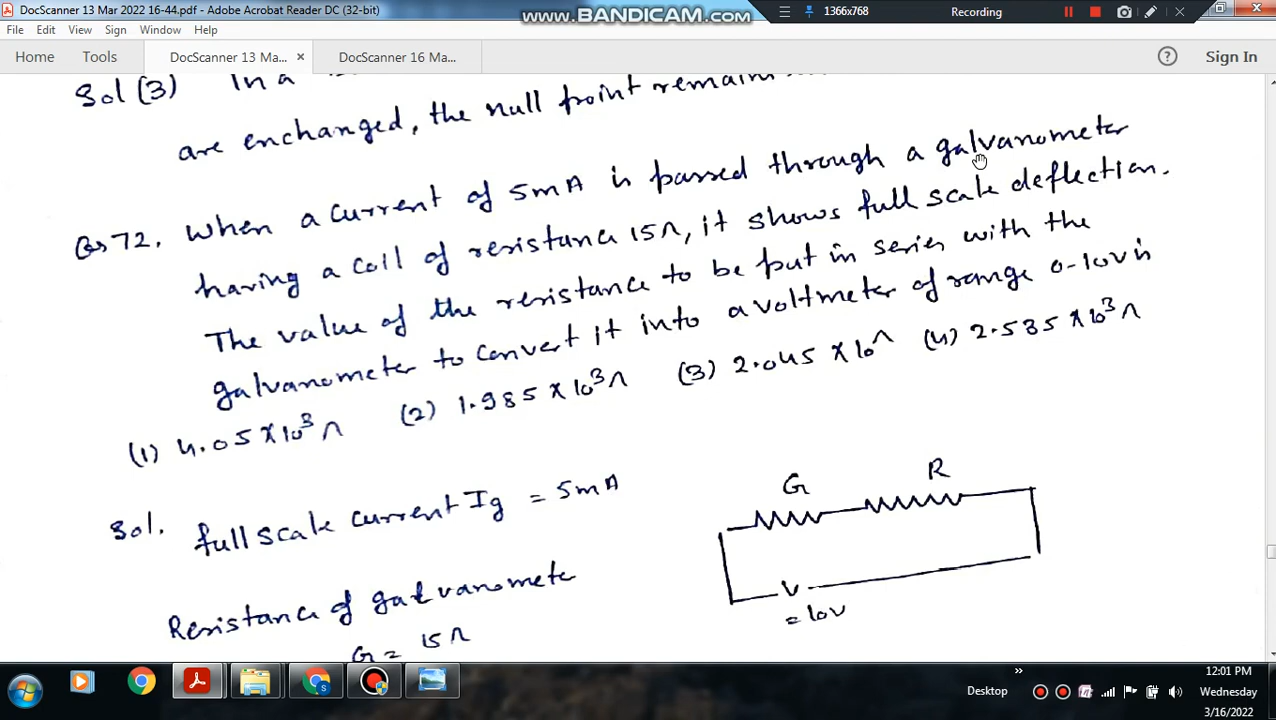 DocScanner 13 Mar 2022 16-44.pdf - Adobe Acrobat Reader DC (32-bit)
www.BANDICAM.com
1366x768
Recording
File Edit View Sign Window Help
Home Tools DocScanner 13 Ma... × DocScanner 16 Ma... Sign In
Sol (3) In a
are enchanged, the null point remain
Qs 72. When a current of 5mA is passed through a galvanometer
having a coil of resistance 15Ω, it shows full scale deflection.
The value of the resistance to be put in series with the
galvanometer to convert it into a voltmeter of range 0-10V is
(1) 4.05 × 10³ Ω (2) 1.985 × 10³ Ω (3) 2.045 × 10Ω (4) 2.535 × 10³ Ω
Sol. full scale current Ig = 5mA
G R
Resistance of galvanometer
V
= 10V
G = 15Ω
»
Desktop
12:01 PM
Wednesday
3/16/2022